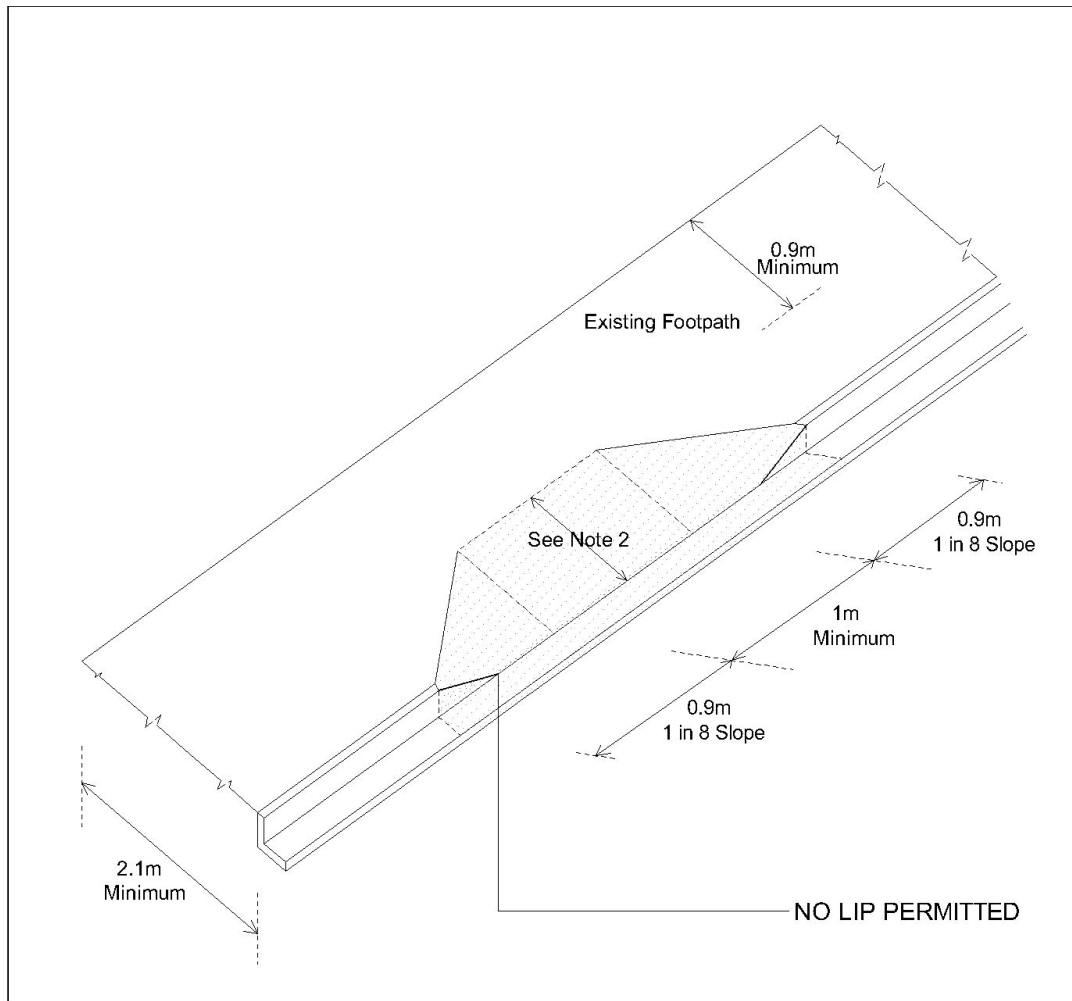 0.9m
Minimum
Existing Footpath
See Note 2
0.9m
1 in 8 Slope
1m
Minimum
0.9m
1 in 8 Slope
2.1m
Minimum
NO LIP PERMITTED